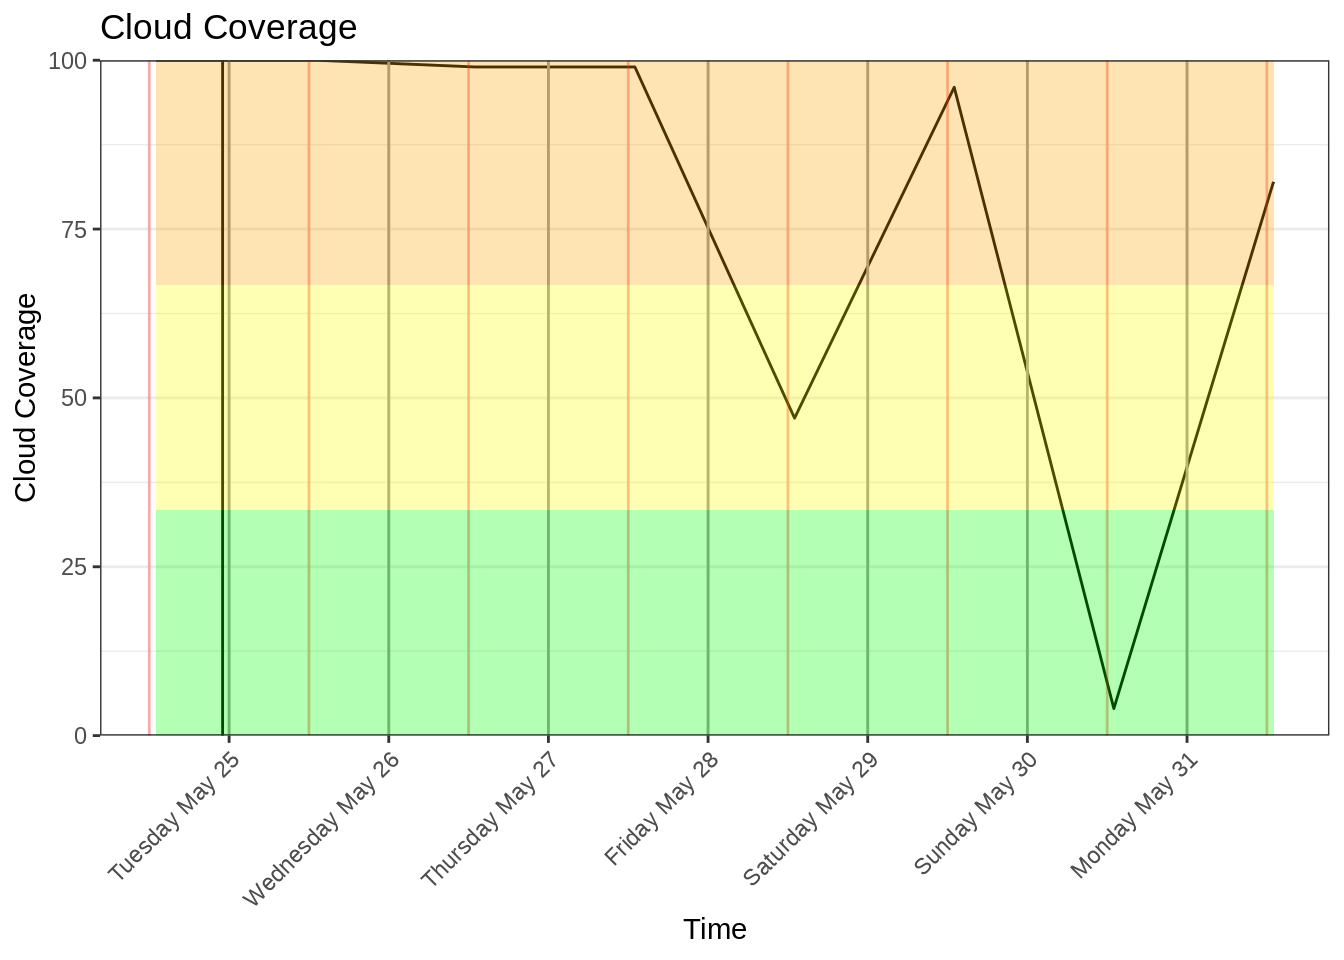 Cloud Coverage
100
75
50
25
0
Cloud Coverage
Tuesday May 25
Wednesday May 26
Thursday May 27
Friday May 28
Saturday May 29
Sunday May 30
Monday May 31
Time